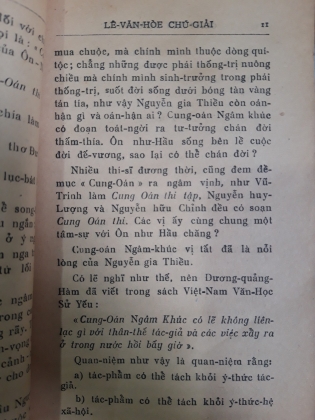 LÊ-VĂN-HÒE CHÚ-GIẢI 11
mua chuộc, mà chính mình thuộc dòng quí-
tộc; chẳng những được phái thống-trị nuông
chiều mà chính mình sinh-trưởng trong phái
thống-trị, suốt đời sống dưới bóng tàn vàng
tán tía, như vậy Nguyễn gia Thiều còn oán-
hận gì và oán-hận ai? Cung-oán Ngâm khúc
có đoạn toát-ngời ra tư-tưởng chán đời
thấm-thía. Ôn như-Hầu sống bên lề cuộc
đời đế-vương, sao lại có thể chán đời?
Nhiều thi-sĩ đương thời, cũng đem đề-
mục « Cung-Oán » ra ngâm vịnh, như Vũ-
Trinh làm Cung Oán thi tập, Nguyễn huy-
Lượng và Nguyễn hữu Chỉnh đều có soạn
Cung Oán thi. Các vị ấy cùng chung một
tâm-sự với Ôn như Hầu chăng?
Cung-oán Ngâm-khúc vị tất đã là nỗi
lòng của Nguyễn gia Thiều.
Có lẽ nghĩ như thế, nên Dương-quảng-
Hàm đã viết trong sách Việt-Nam Văn-Học
Sử Yếu:
«Cung-Oán Ngâm Khúc có lẽ không liên-
lạc gì với thân-thế tác-giả và các việc xẩy ra
ở trong nước hồi bấy giờ ».
Quan-niệm như vậy là quan-niệm rằng:
a) tác-phẩm có thể tách khỏi ý-thức tác-
giả.
b) tác-phẩm có thể tách khỏi ý-thức-hệ
xã-hội.